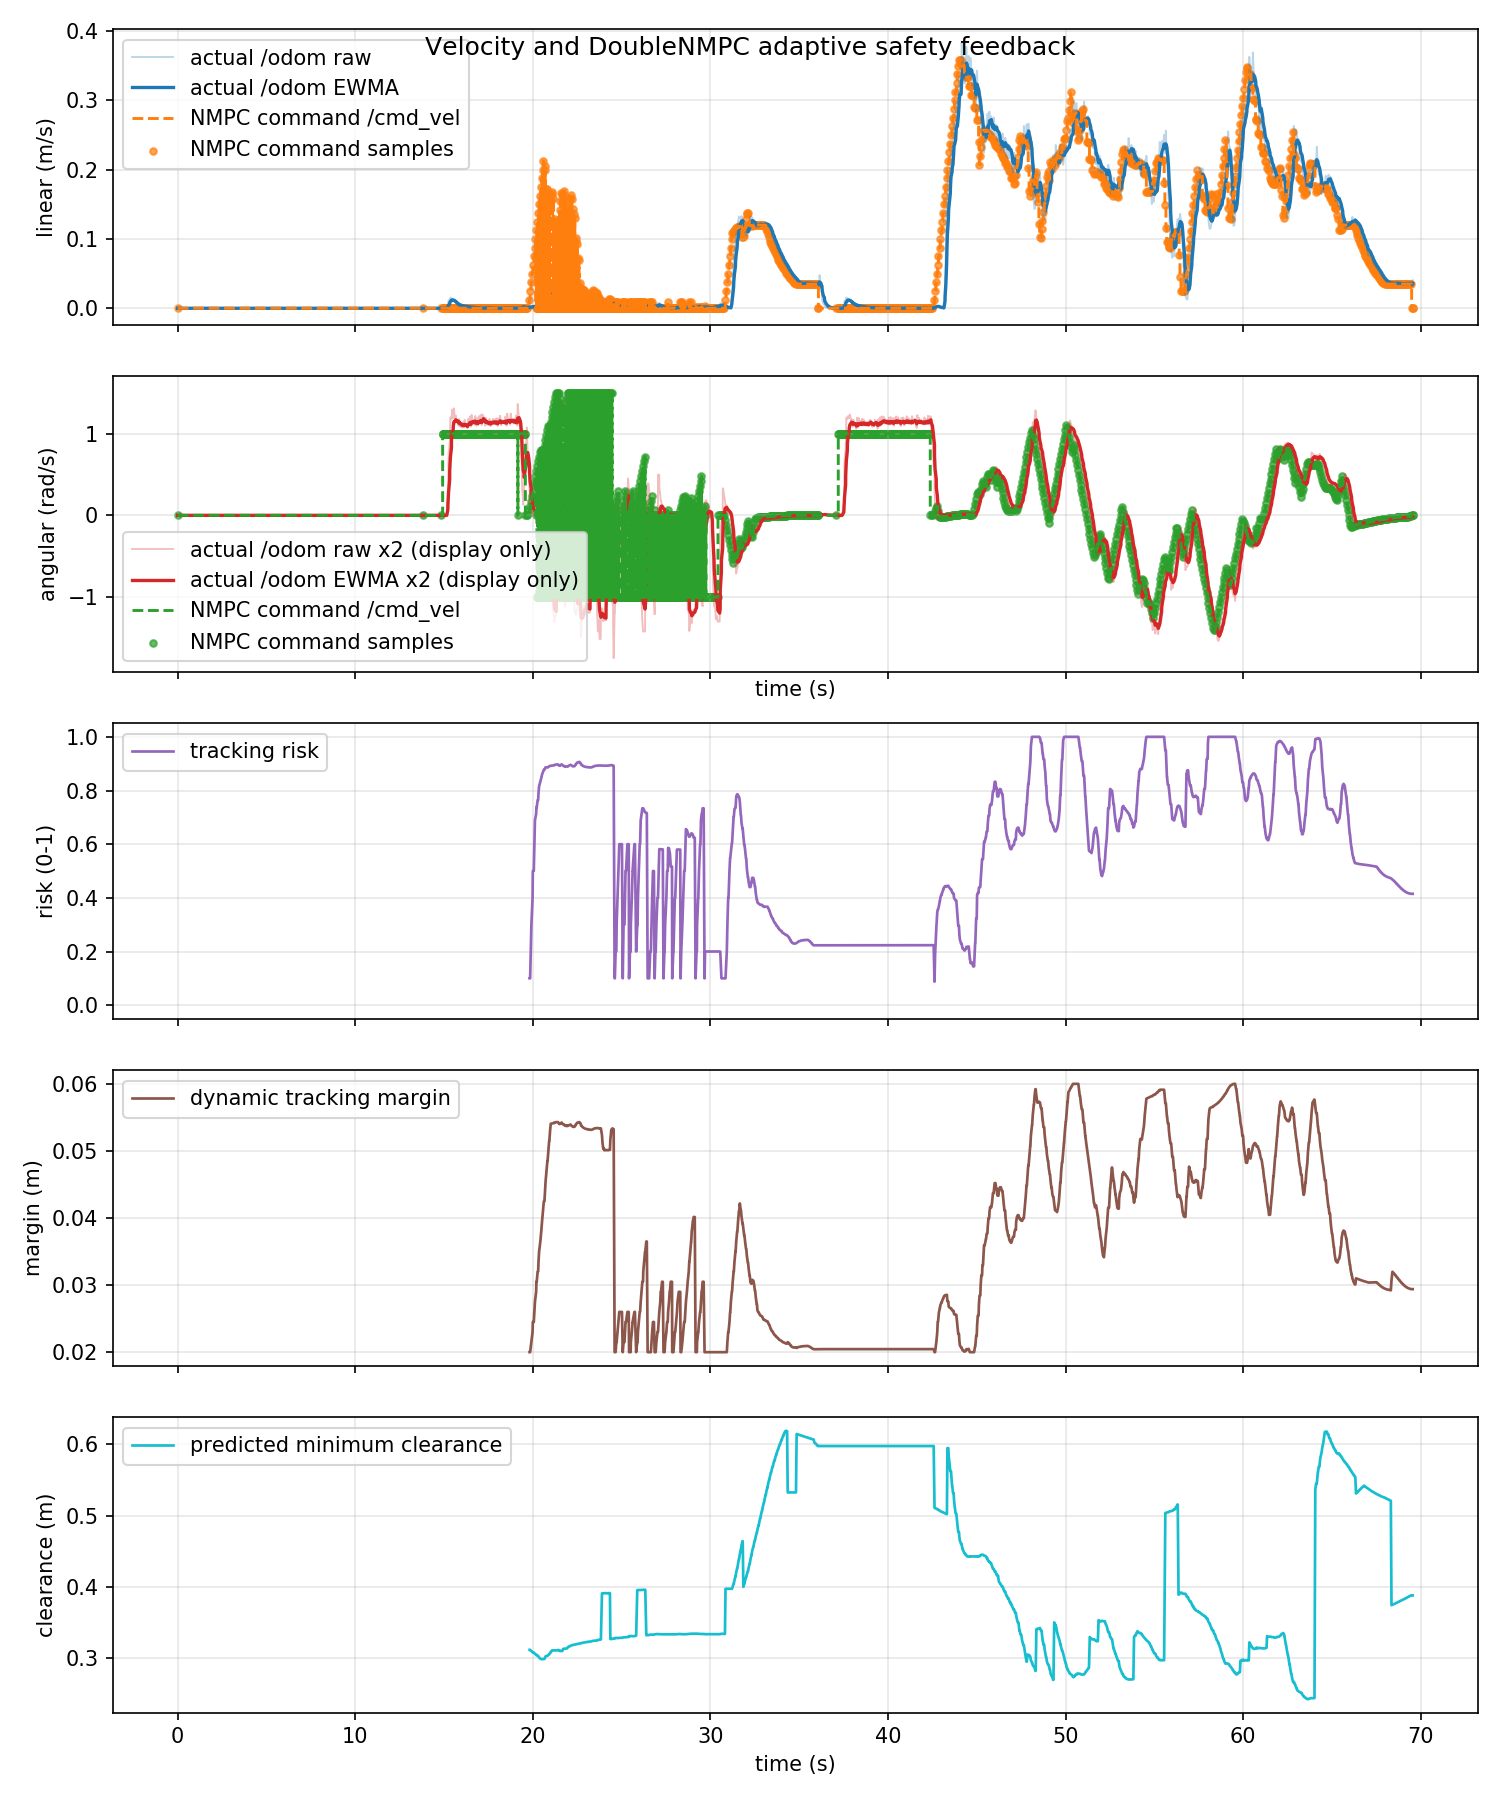 Velocity and DoubleNMPC adaptive safety feedback
0.4
0.3
0.2
0.1
0.0
linear (m/s)
actual /odom raw
actual /odom EWMA
NMPC command /cmd_vel
NMPC command samples
1
0
−1
angular (rad/s)
actual /odom raw x2 (display only)
actual /odom EWMA x2 (display only)
NMPC command /cmd_vel
NMPC command samples
time (s)
1.0
0.8
0.6
0.4
0.2
0.0
risk (0-1)
tracking risk
0.06
0.05
0.04
0.03
0.02
margin (m)
dynamic tracking margin
0.6
0.5
0.4
0.3
clearance (m)
predicted minimum clearance
0 10 20 30 40 50 60 70
time (s)